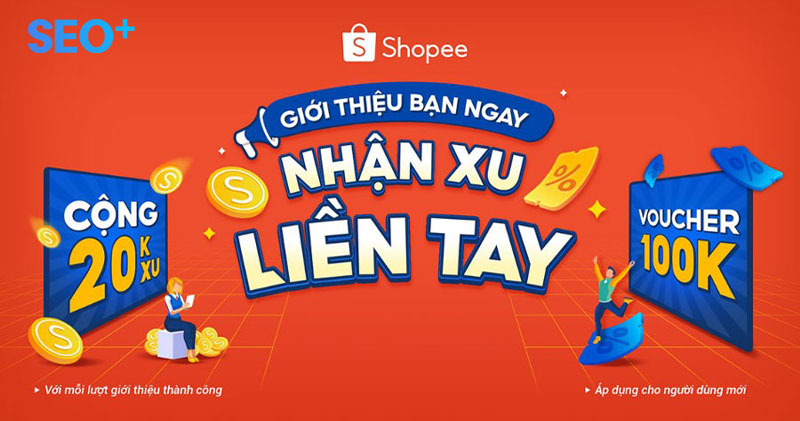 SEO+
Shopee
GIỚI THIỆU BẠN NGAY
NHẬN XU
LIỀN TAY
CỘNG
20K XU
VOUCHER
100K
Với mỗi lượt giới thiệu thành công
Áp dụng cho người dùng mới